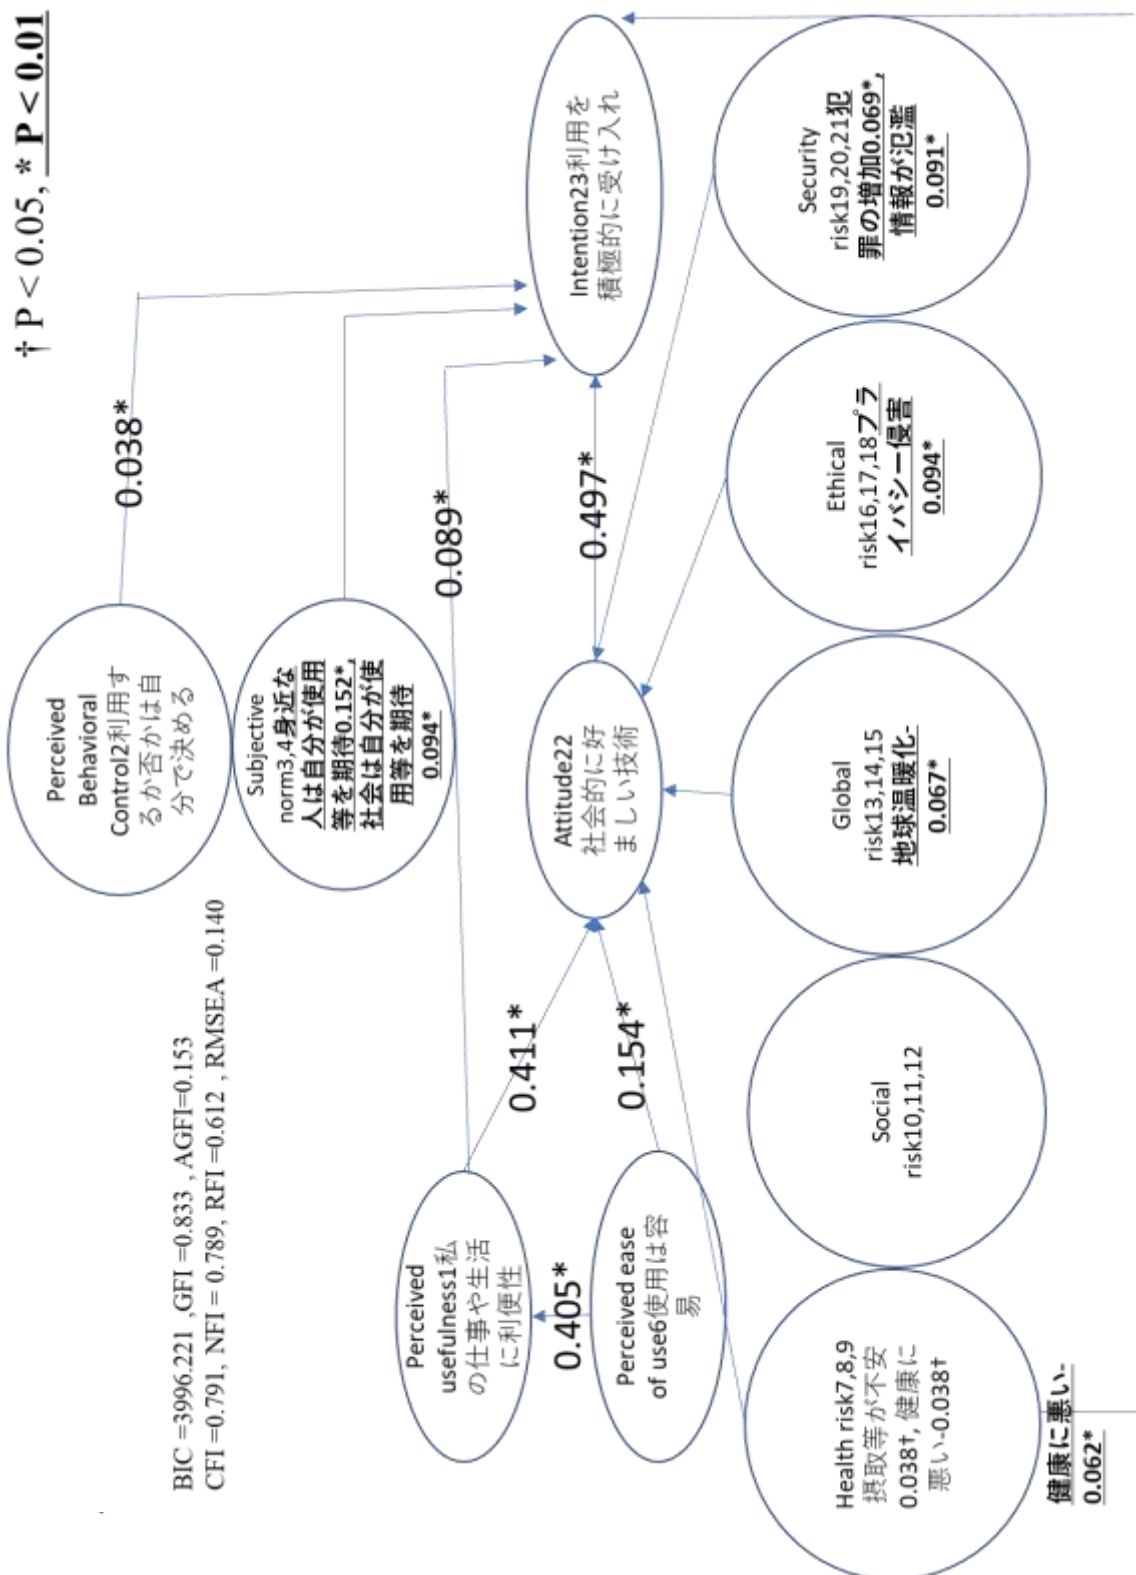 † P < 0.05, * P < 0.01
BIC =3996.221 ,GFI =0.833 , AGFI=0.153
CFI =0.791, NFI = 0.789, RFI =0.612 , RMSEA =0.140
Perceived
Behavioral
Control2利用す
るか否かは自
分で決める
0.038*
Subjective
norm3,4身近な
人は自分が使用
等を期待0.152*,
社会は自分が使
用等を期待
0.094*
Perceived
usefulness1私
の仕事や生活
に利便性
0.089*
0.411*
0.405*
Perceived ease
of use6使用は容
易
0.154*
Attitude22
社会的に好
ましい技術
0.497*
Intention23利用を
積極的に受け入れ
Health risk7,8,9
摂取等が不安
0.038†, 健康に
悪い-0.038†
健康に悪い-
0.062*
Social
risk10,11,12
Global
risk13,14,15
地球温暖化-
0.067*
Ethical
risk16,17,18プラ
イバシー侵害
0.094*
Security
risk19,20,21犯
罪の増加0.069*,
情報が氾濫
0.091*